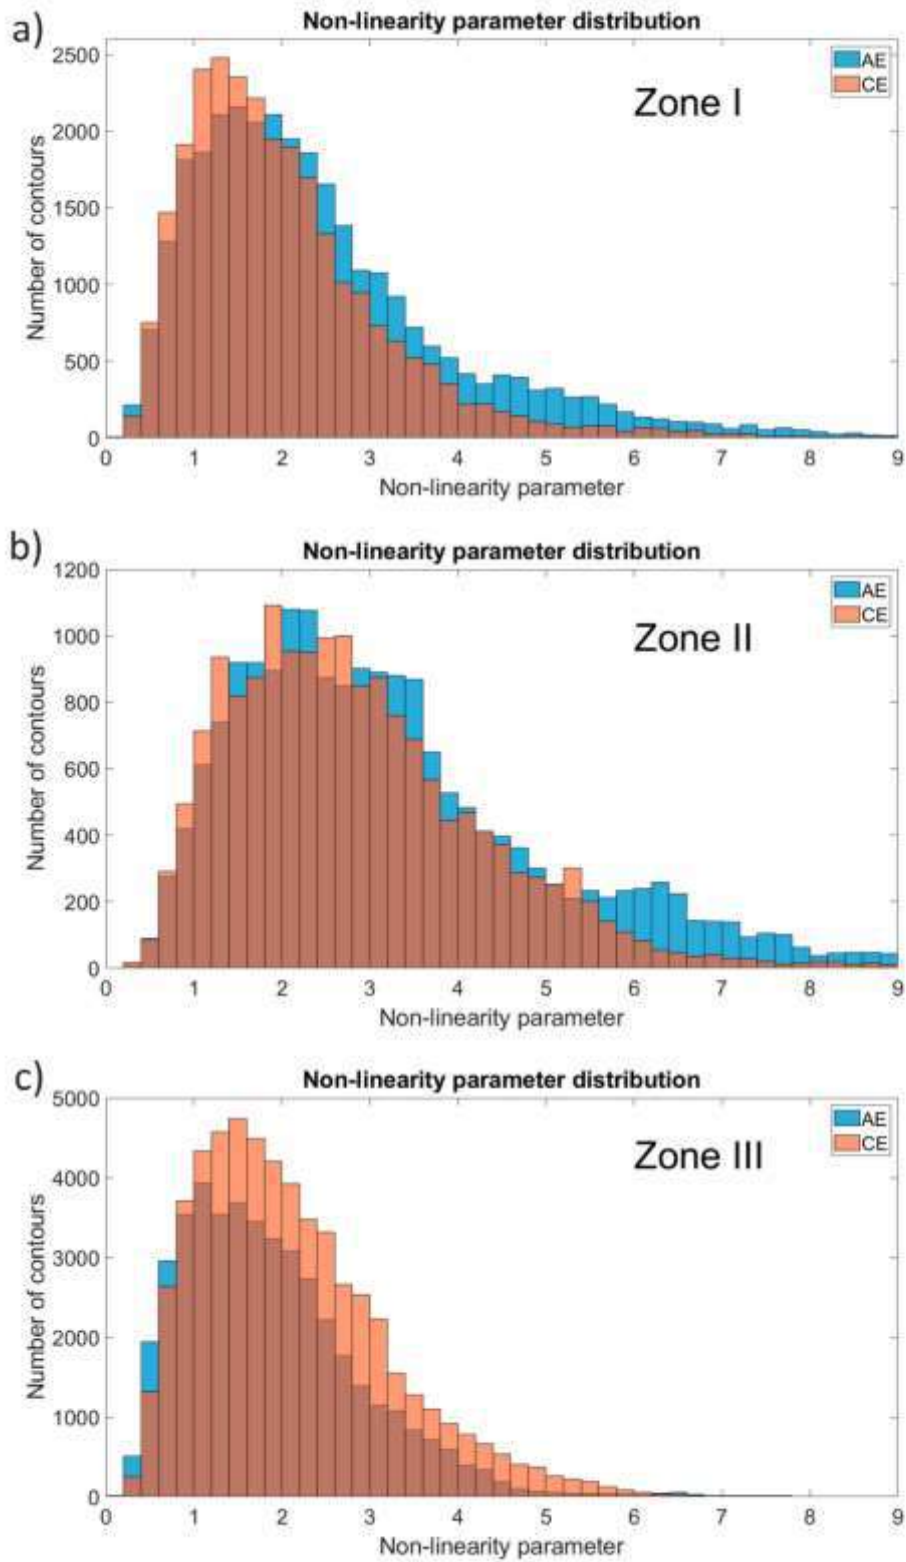 a)
Non-linearity parameter distribution
2500
2000
1500
1000
500
0
Number of contours
AE
CE
Zone I
0 1 2 3 4 5 6 7 8 9
Non-linearity parameter
b)
Non-linearity parameter distribution
1200
1000
800
600
400
200
0
Number of contours
AE
CE
Zone II
0 1 2 3 4 5 6 7 8 9
Non-linearity parameter
c)
Non-linearity parameter distribution
5000
4000
3000
2000
1000
0
Number of contours
AE
CE
Zone III
0 1 2 3 4 5 6 7 8 9
Non-linearity parameter